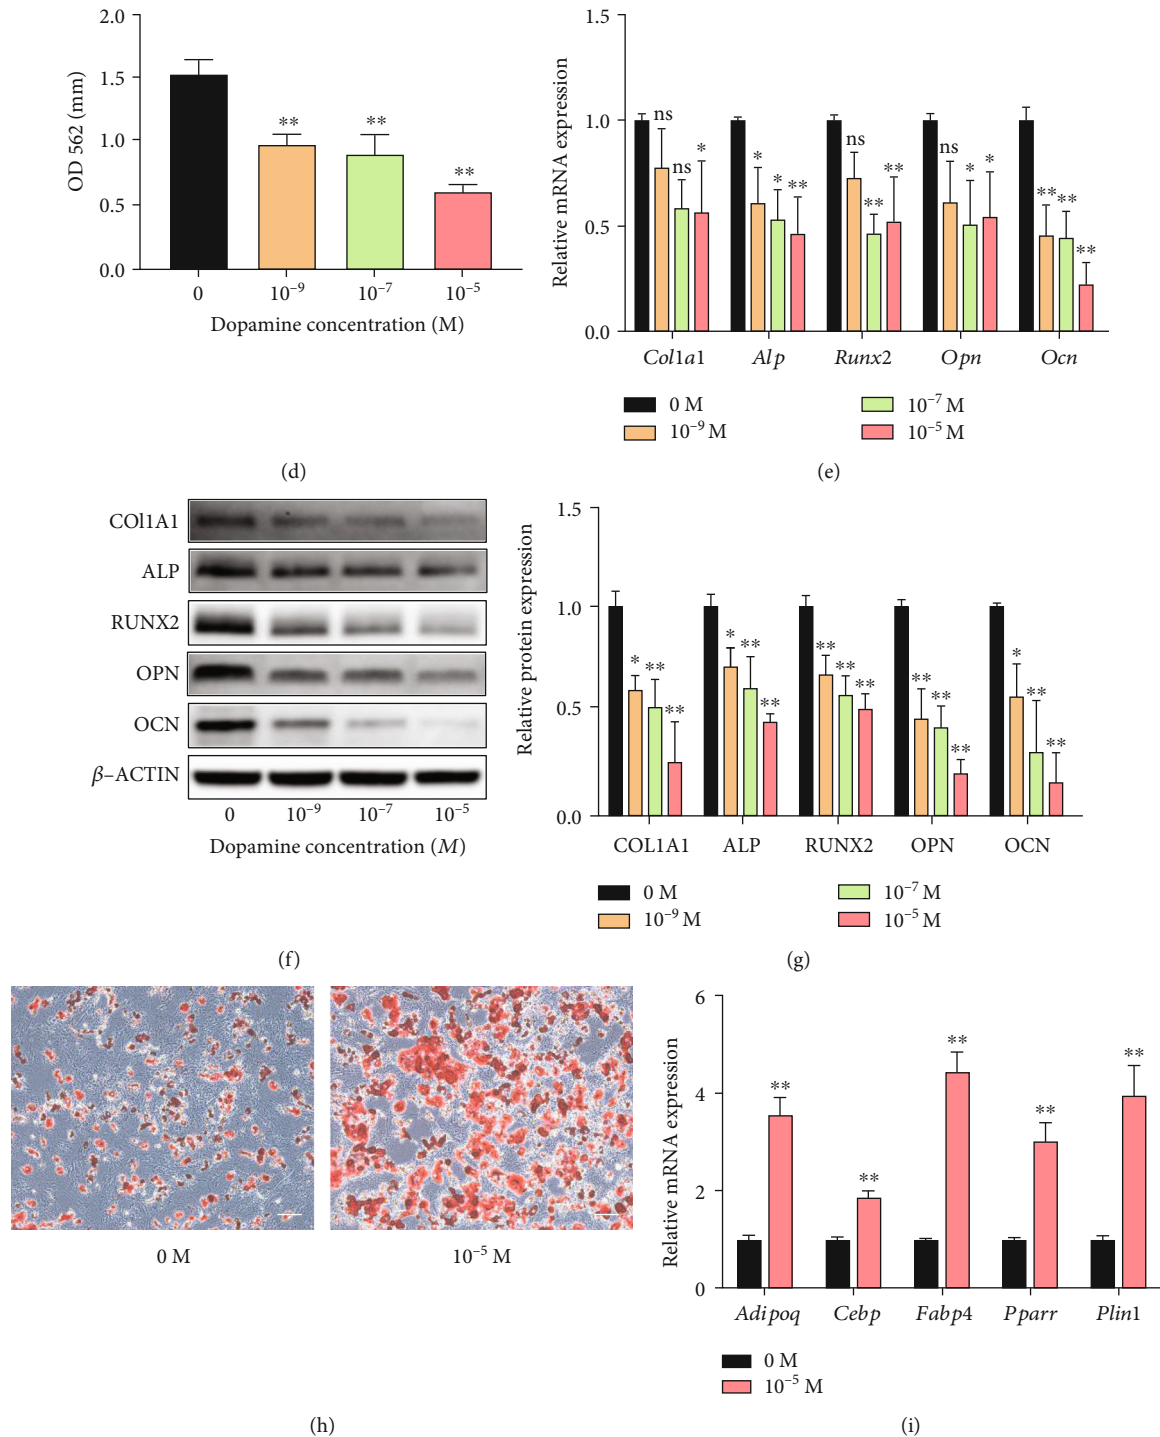 2.0
1.5
1.0
0.5
0.0
OD 562 (mm)
** ** **
0 10⁻⁹ 10⁻⁷ 10⁻⁵
Dopamine concentration (M)
(d)
1.5
1.0
0.5
0.0
Relative mRNA expression
ns ns * * * ** ns ** ** ns * * ** ** **
Col1a1 Alp Runx2 Opn Ocn
0 M
10⁻⁹ M
10⁻⁷ M
10⁻⁵ M
(e)
COl1A1
ALP
RUNX2
OPN
OCN
β–ACTIN
0 10⁻⁹ 10⁻⁷ 10⁻⁵
Dopamine concentration (M)
(f)
1.5
1.0
0.5
0.0
Relative protein expression
* ** ** * ** ** ** ** ** ** ** ** * ** **
COL1A1 ALP RUNX2 OPN OCN
0 M
10⁻⁹ M
10⁻⁷ M
10⁻⁵ M
(g)
0 M
10⁻⁵ M
(h)
6
4
2
0
Relative mRNA expression
** ** ** ** **
Adipoq Cebp Fabp4 Pparr Plin1
0 M
10⁻⁵ M
(i)